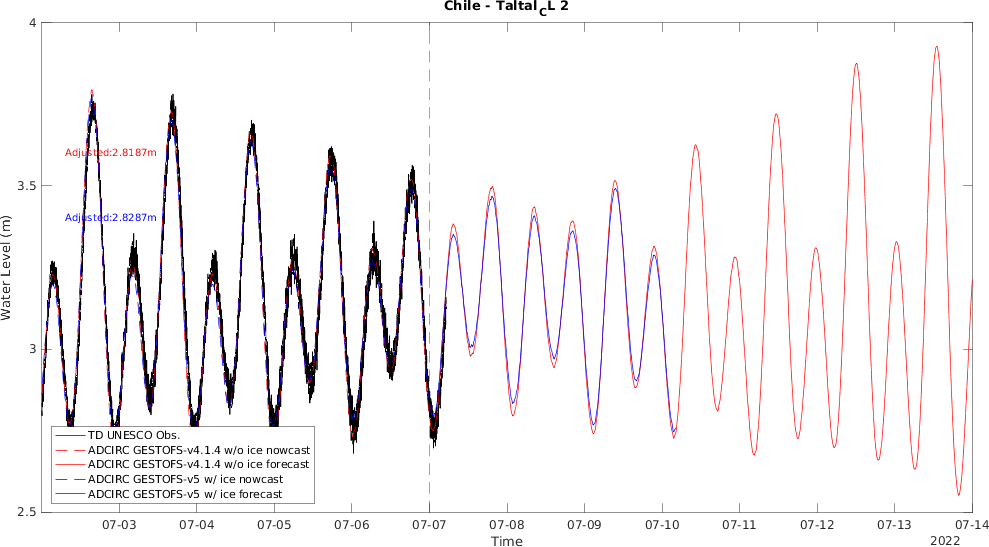 Chile - Taltal_CL 2
4
3.5
3
2.5
Water Level (m)
Adjusted:2.8187m
Adjusted:2.8287m
TD UNESCO Obs.
ADCIRC GESTOFS-v4.1.4 w/o ice nowcast
ADCIRC GESTOFS-v4.1.4 w/o ice forecast
ADCIRC GESTOFS-v5 w/ ice nowcast
ADCIRC GESTOFS-v5 w/ ice forecast
07-03 07-04 07-05 07-06 07-07 07-08 07-09 07-10 07-11 07-12 07-13 07-14
Time
2022